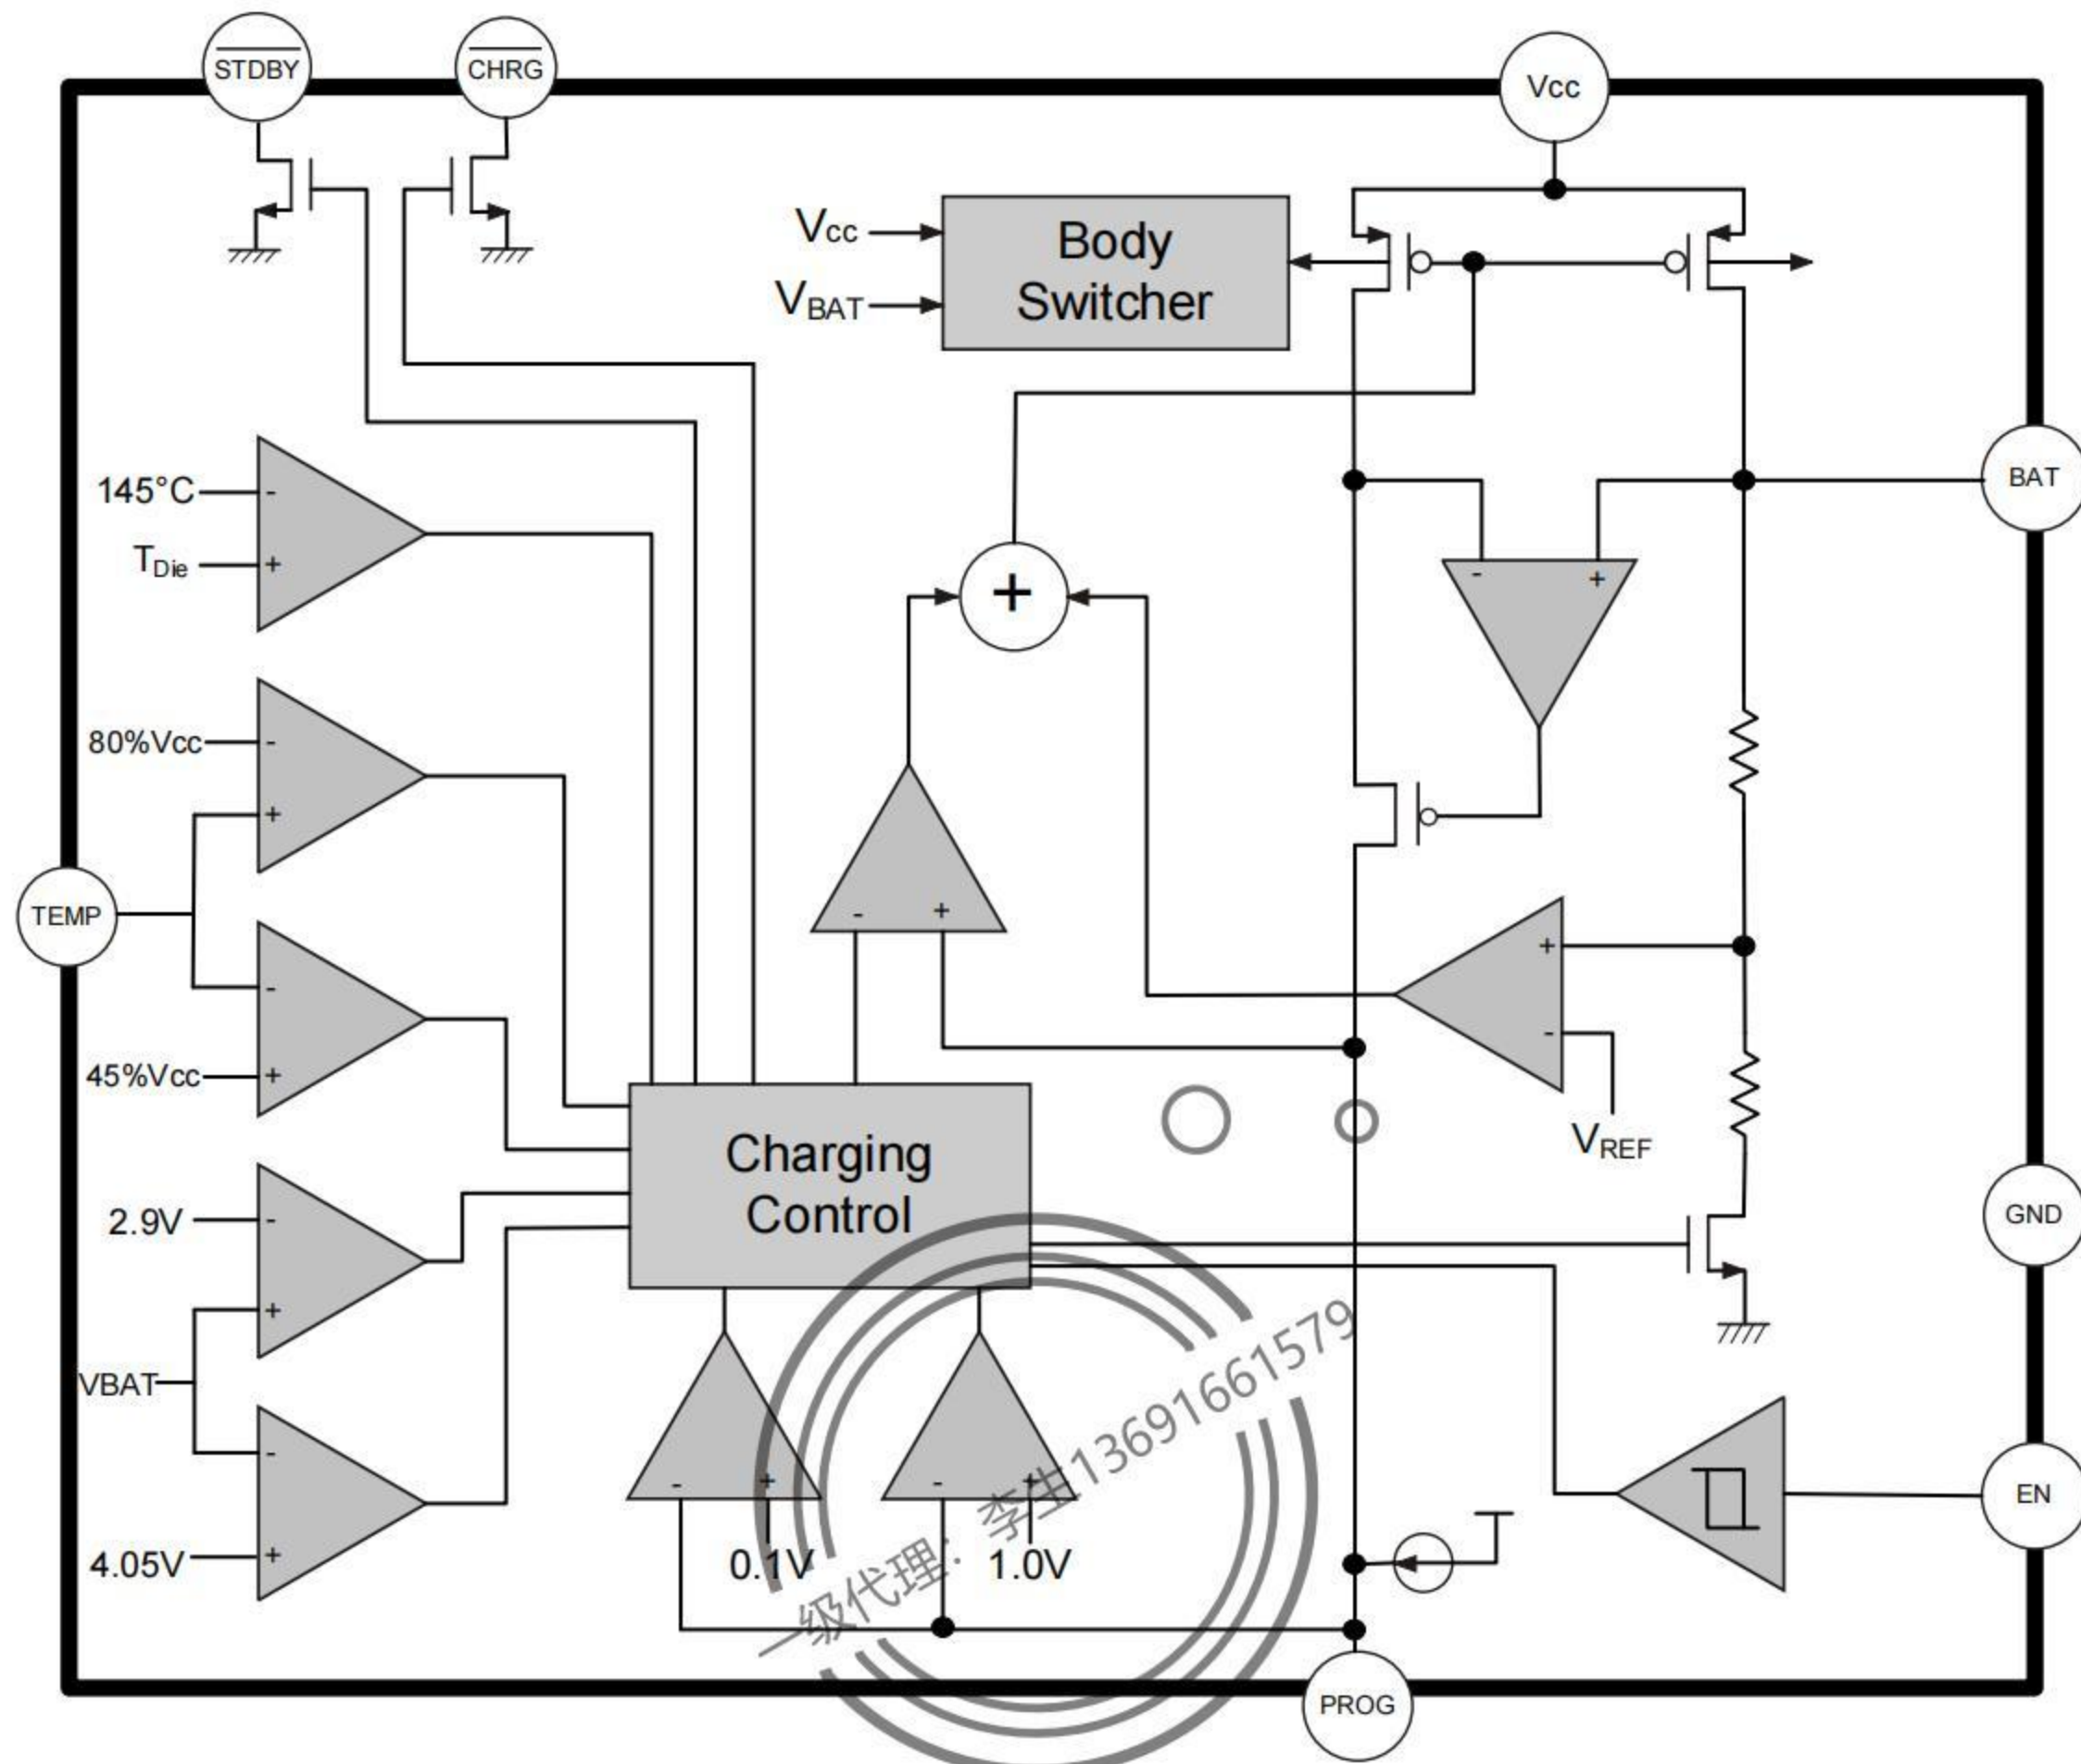 STDBY
CHRG
Vcc
Vcc
VBAT
Body
Switcher
145°C
-
TDie
+
BAT
+
-
+
80%Vcc
-
+
TEMP
-
+
-
45%Vcc
+
+
-
VREF
Charging
Control
2.9V
-
+
GND
VBAT
-
4.05V
+
-
+
-
+
0.1V
1.0V
EN
一级代理：李生13691661579
PROG